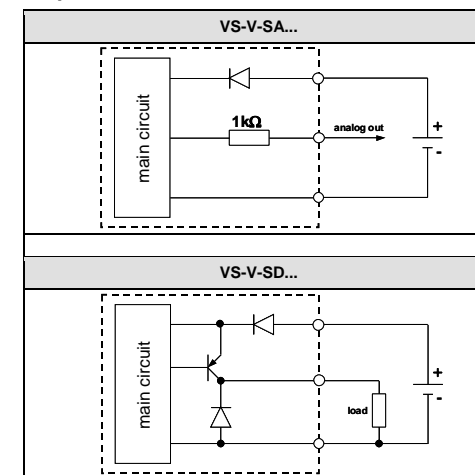 VS-V-SA...
main circuit
1kΩ
analog out
+
-
VS-V-SD...
main circuit
load
+
-